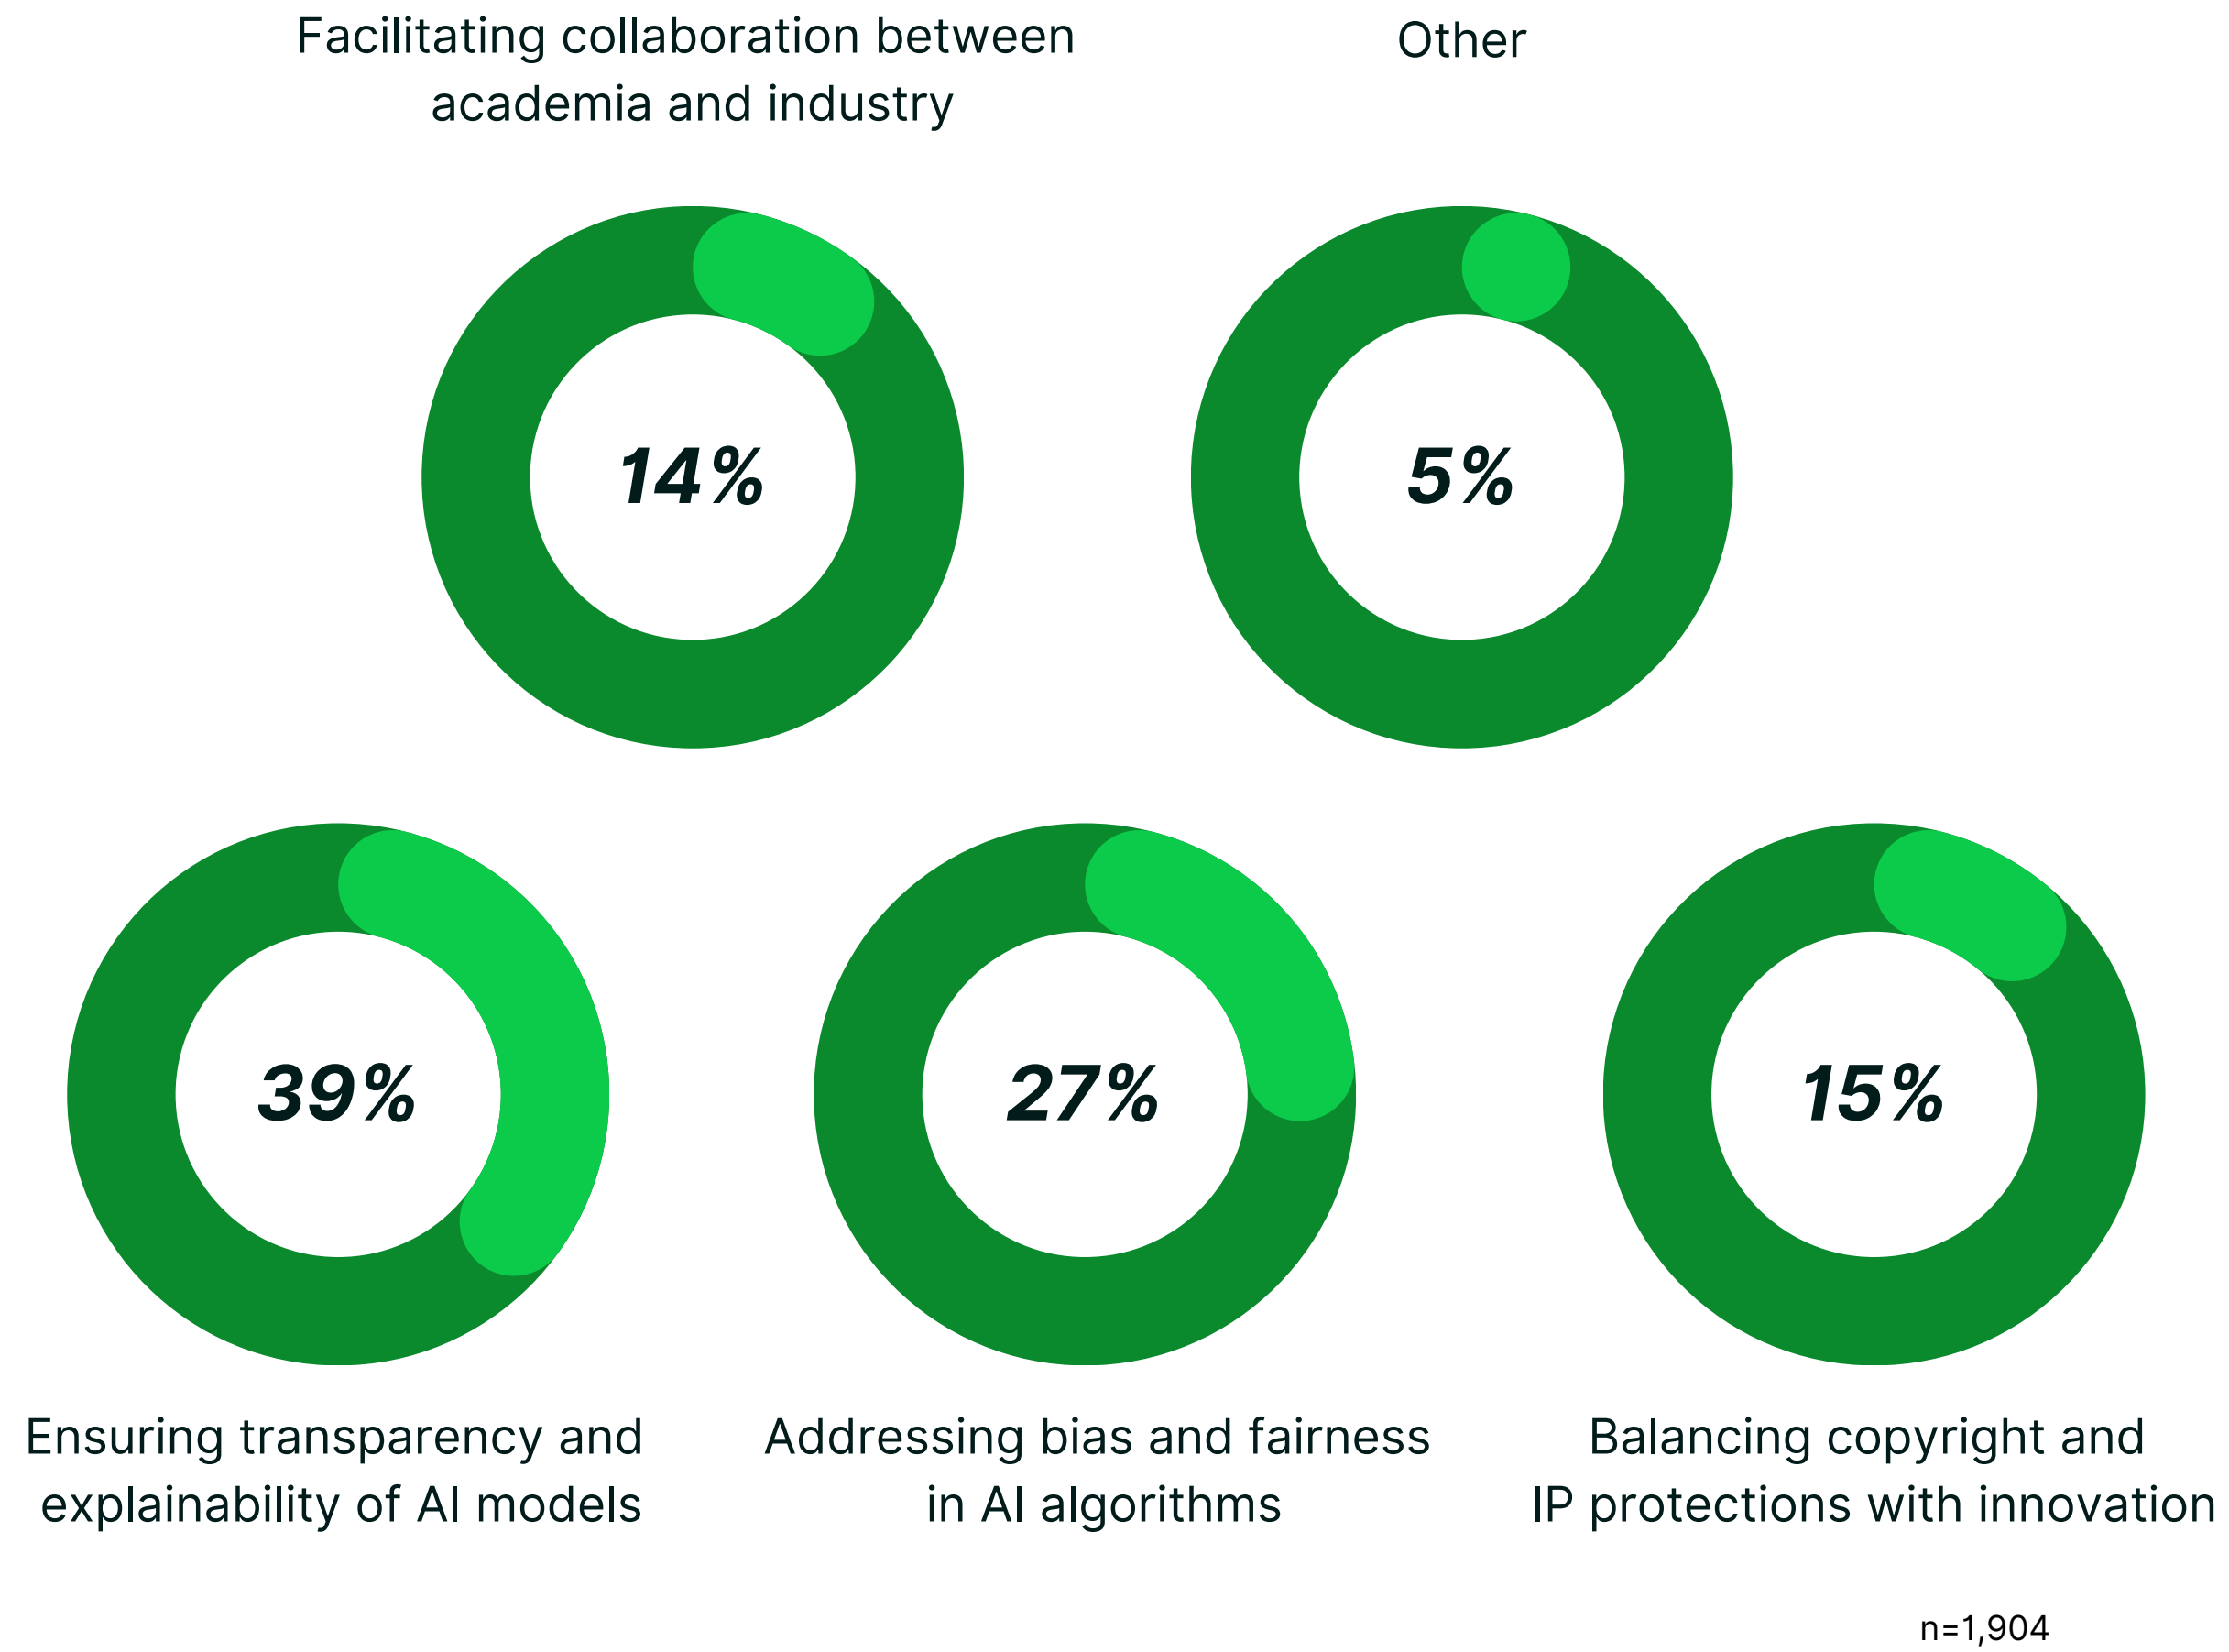 Facilitating collaboration between
academia and industry
Other
14%
5%
39%
27%
15%
Ensuring transparency and
explainability of AI models
Addressing bias and fairness
in AI algorithms
Balancing copyright and
IP protections with innovation
n=1,904